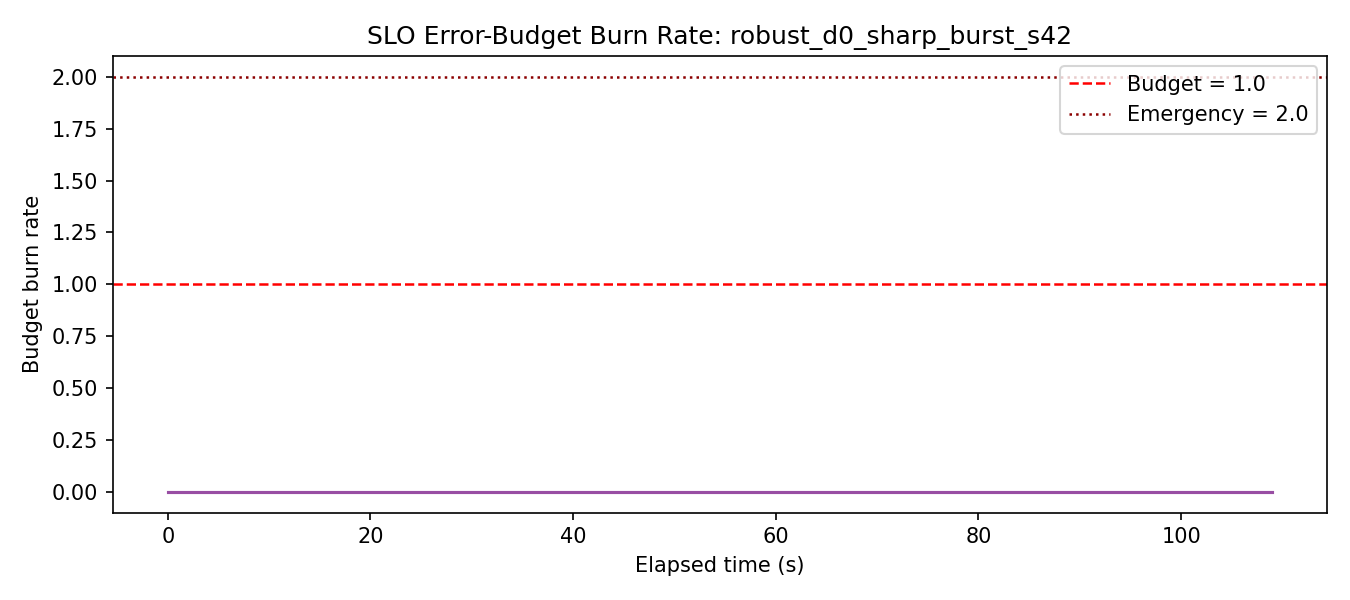 SLO Error-Budget Burn Rate: robust_d0_sharp_burst_s42
Budget = 1.0
Emergency = 2.0
Budget burn rate
2.00
1.75
1.50
1.25
1.00
0.75
0.50
0.25
0.00
0 20 40 60 80 100
Elapsed time (s)